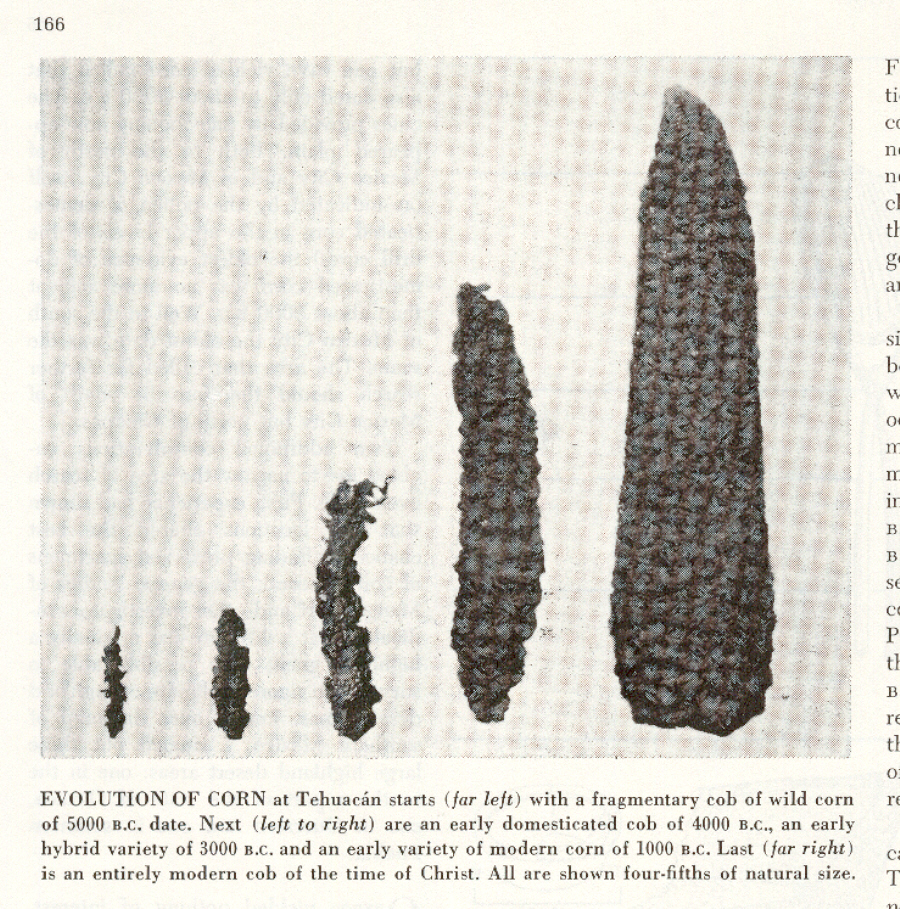 166
EVOLUTION OF CORN at Tehuacán starts (far left) with a fragmentary cob of wild corn
of 5000 B.C. date. Next (left to right) are an early domesticated cob of 4000 B.C., an early
hybrid variety of 3000 B.C. and an early variety of modern corn of 1000 B.C. Last (far right)
is an entirely modern cob of the time of Christ. All are shown four-fifths of natural size.